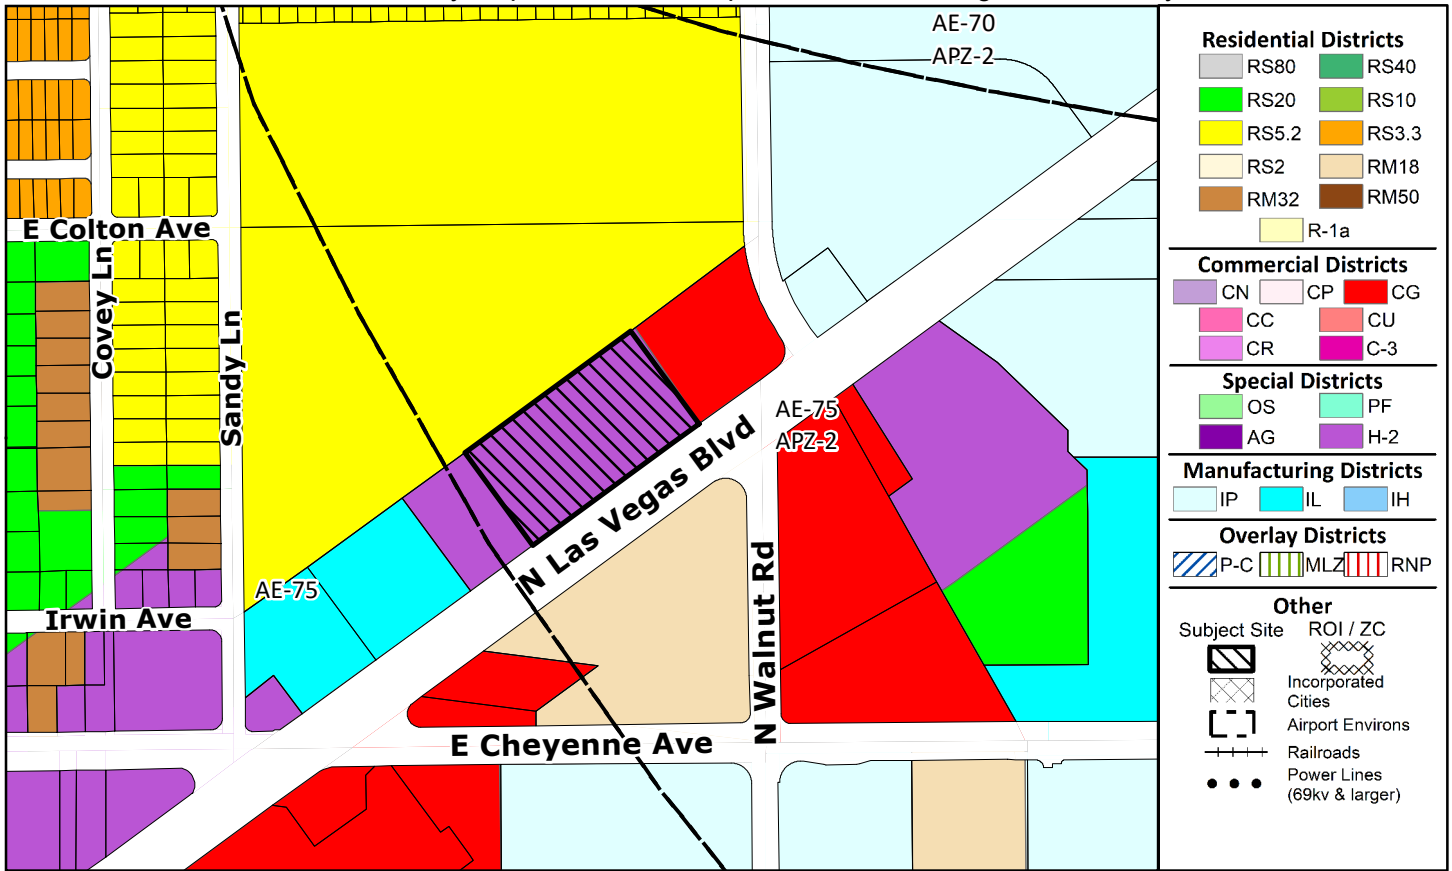 AE-70
APZ-2
E Colton Ave
Covey Ln
Sandy Ln
AE-75
APZ-2
N Las Vegas Blvd
AE-75
Irwin Ave
N Walnut Rd
E Cheyenne Ave
Residential Districts
RS80 RS40
RS20 RS10
RS5.2 RS3.3
RS2 RM18
RM32 RM50
R-1a
Commercial Districts
CN CP CG
CC CU
CR C-3
Special Districts
OS PF
AG H-2
Manufacturing Districts
IP IL IH
Overlay Districts
P-C MLZ RNP
Other
Subject Site ROI / ZC
Incorporated
Cities
Airport Environs
Railroads
Power Lines
(69kv & larger)